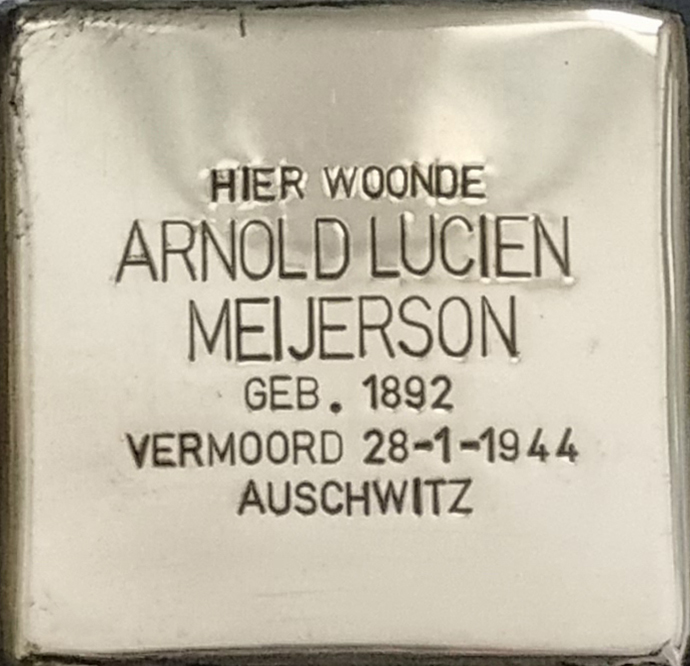 HIER WOONDE
ARNOLD LUCIEN
MEIJERSON
GEB. 1892
VERMOORD 28-1-1944
AUSCHWITZ